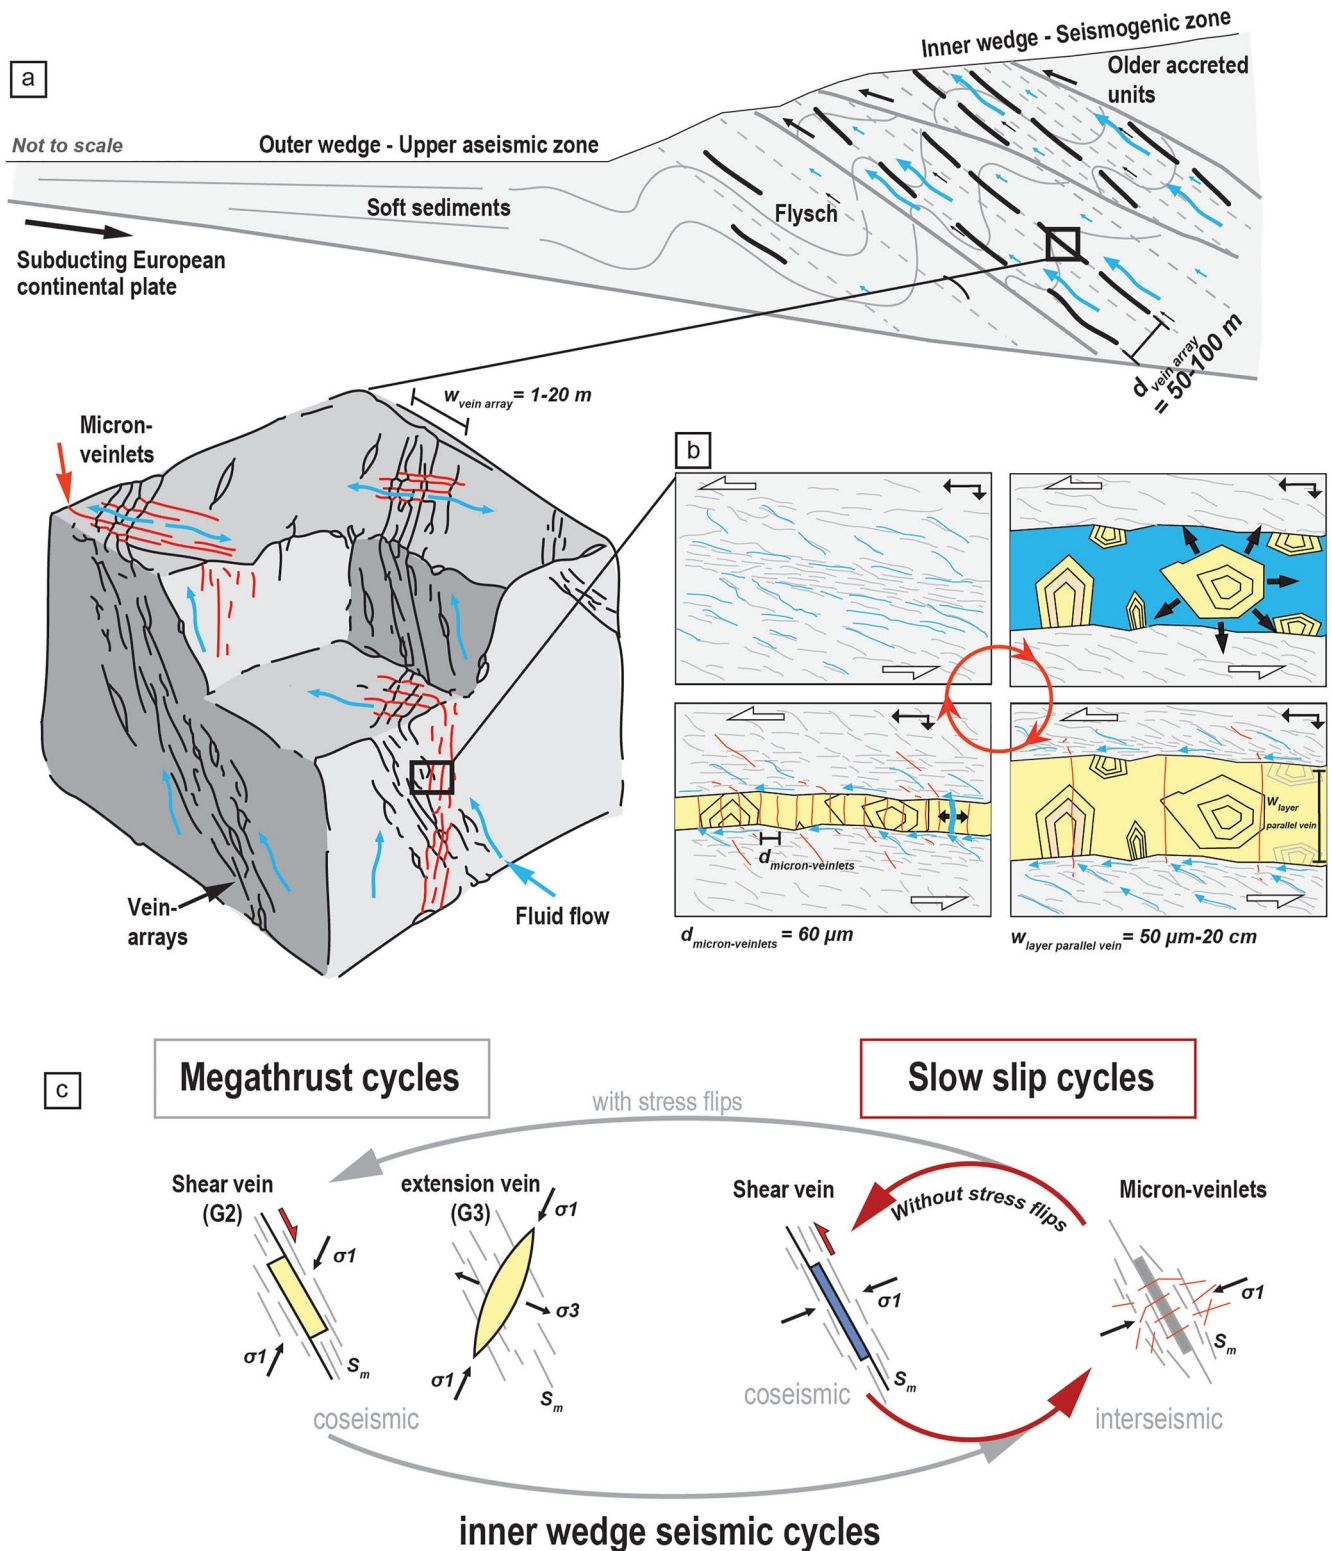 a
Inner wedge - Seismogenic zone
Older accreted
units
Not to scale
Outer wedge - Upper aseismic zone
Soft sediments
Flysch
Subducting European
continental plate
d vein array
= 50-100 m
w vein array = 1-20 m
Micron-
veinlets
Vein-
arrays
Fluid flow
b
d micron-veinlets
w layer
parallel vein
d micron-veinlets = 60 µm
w layer parallel vein = 50 µm-20 cm
c
Megathrust cycles
Slow slip cycles
with stress flips
Shear vein
(G2)
σ1
σ1
Sm
extension vein
(G3)
σ1
σ3
σ1
Sm
coseismic
Shear vein
σ1
Sm
coseismic
Without stress flips
Micron-veinlets
σ1
Sm
interseismic
inner wedge seismic cycles